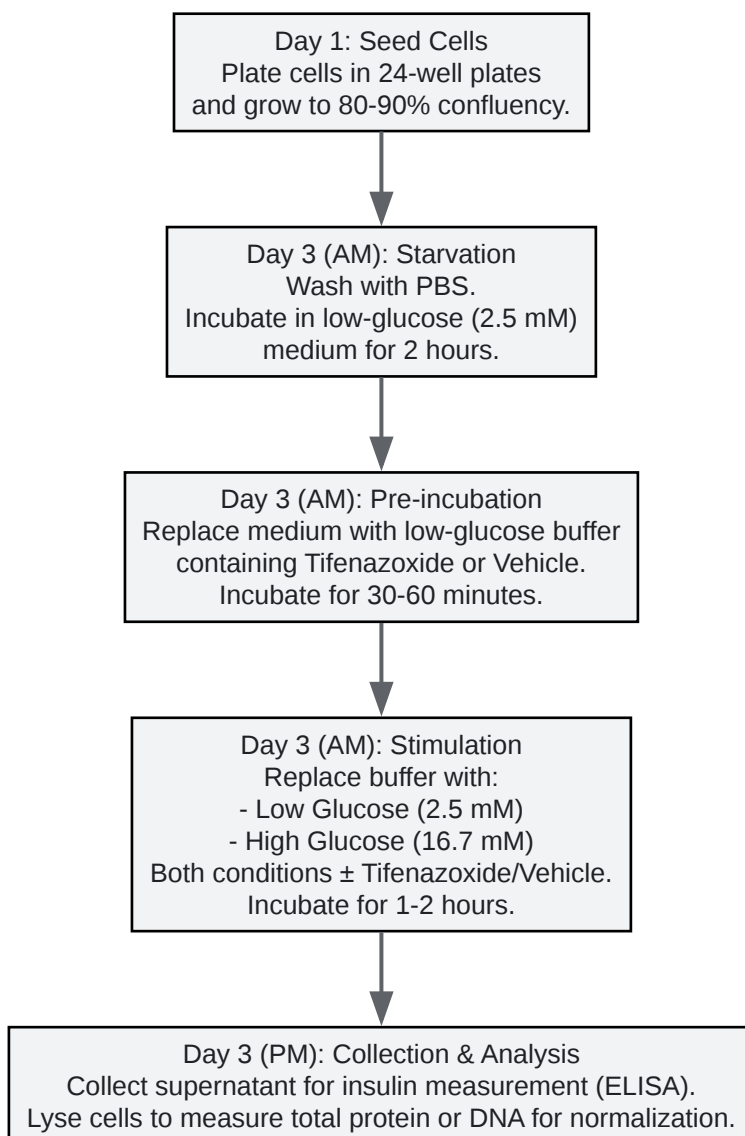 Day 1: Seed Cells
Plate cells in 24-well plates
and grow to 80-90% confluency.
Day 3 (AM): Starvation
Wash with PBS.
Incubate in low-glucose (2.5 mM)
medium for 2 hours.
Day 3 (AM): Pre-incubation
Replace medium with low-glucose buffer
containing Tifenazoxide or Vehicle.
Incubate for 30-60 minutes.
Day 3 (AM): Stimulation
Replace buffer with:
- Low Glucose (2.5 mM)
- High Glucose (16.7 mM)
Both conditions ± Tifenazoxide/Vehicle.
Incubate for 1-2 hours.
Day 3 (PM): Collection & Analysis
Collect supernatant for insulin measurement (ELISA).
Lyse cells to measure total protein or DNA for normalization.